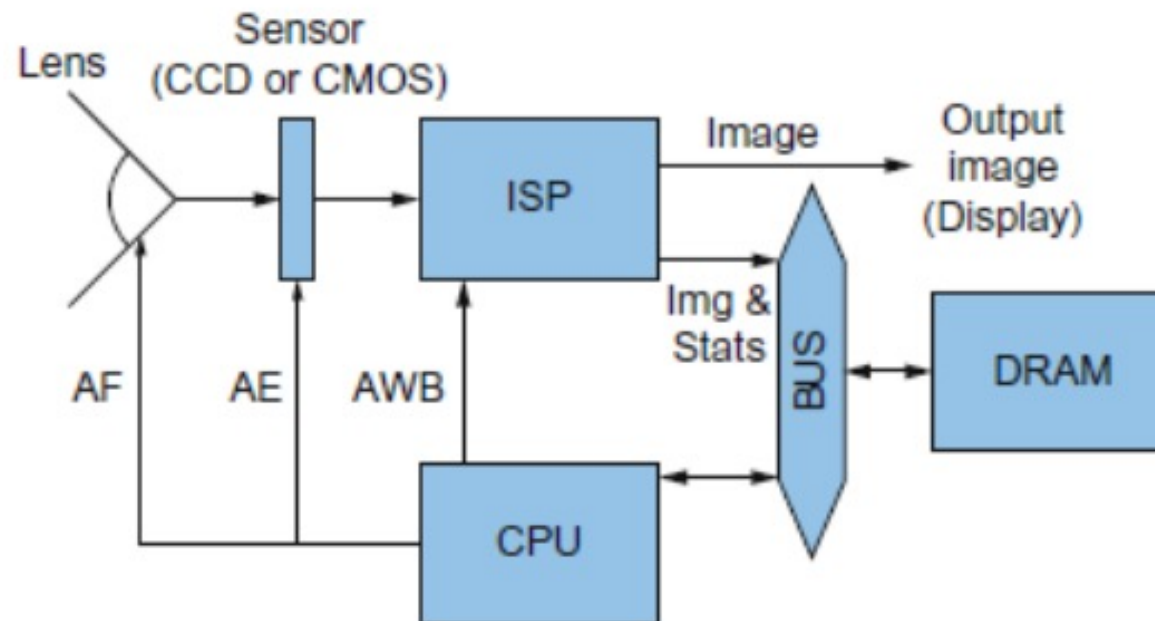 Sensor
(CCD or CMOS)
Lens
ISP
Image
Output
image
(Display)
Img &
Stats
BUS
DRAM
AF
AE
AWB
CPU